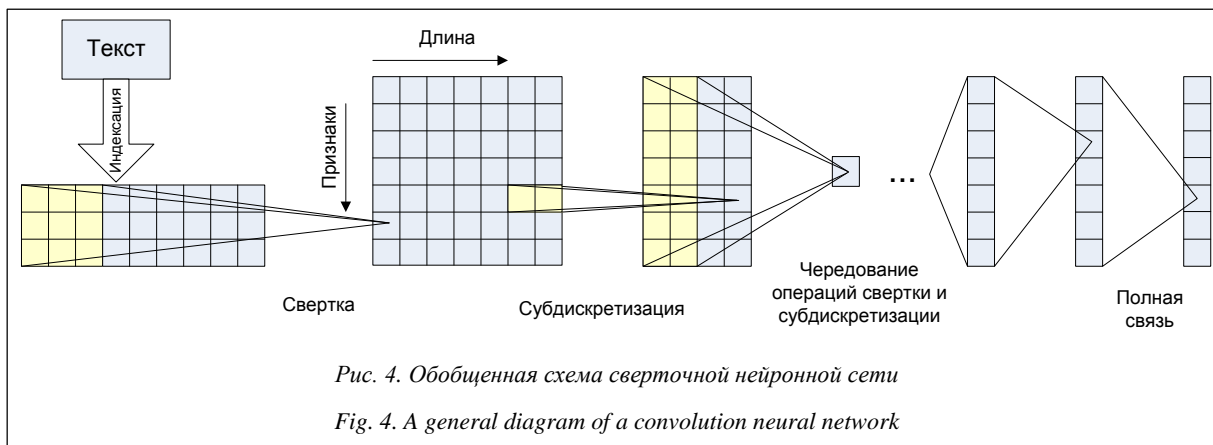 Текст
Индексация
Длина
Признаки
Свертка
Субдискретизация
...
Чередование
операций свертки и
субдискретизации
Полная
связь
Рис. 4. Обобщенная схема сверточной нейронной сети
Fig. 4. A general diagram of a convolution neural network